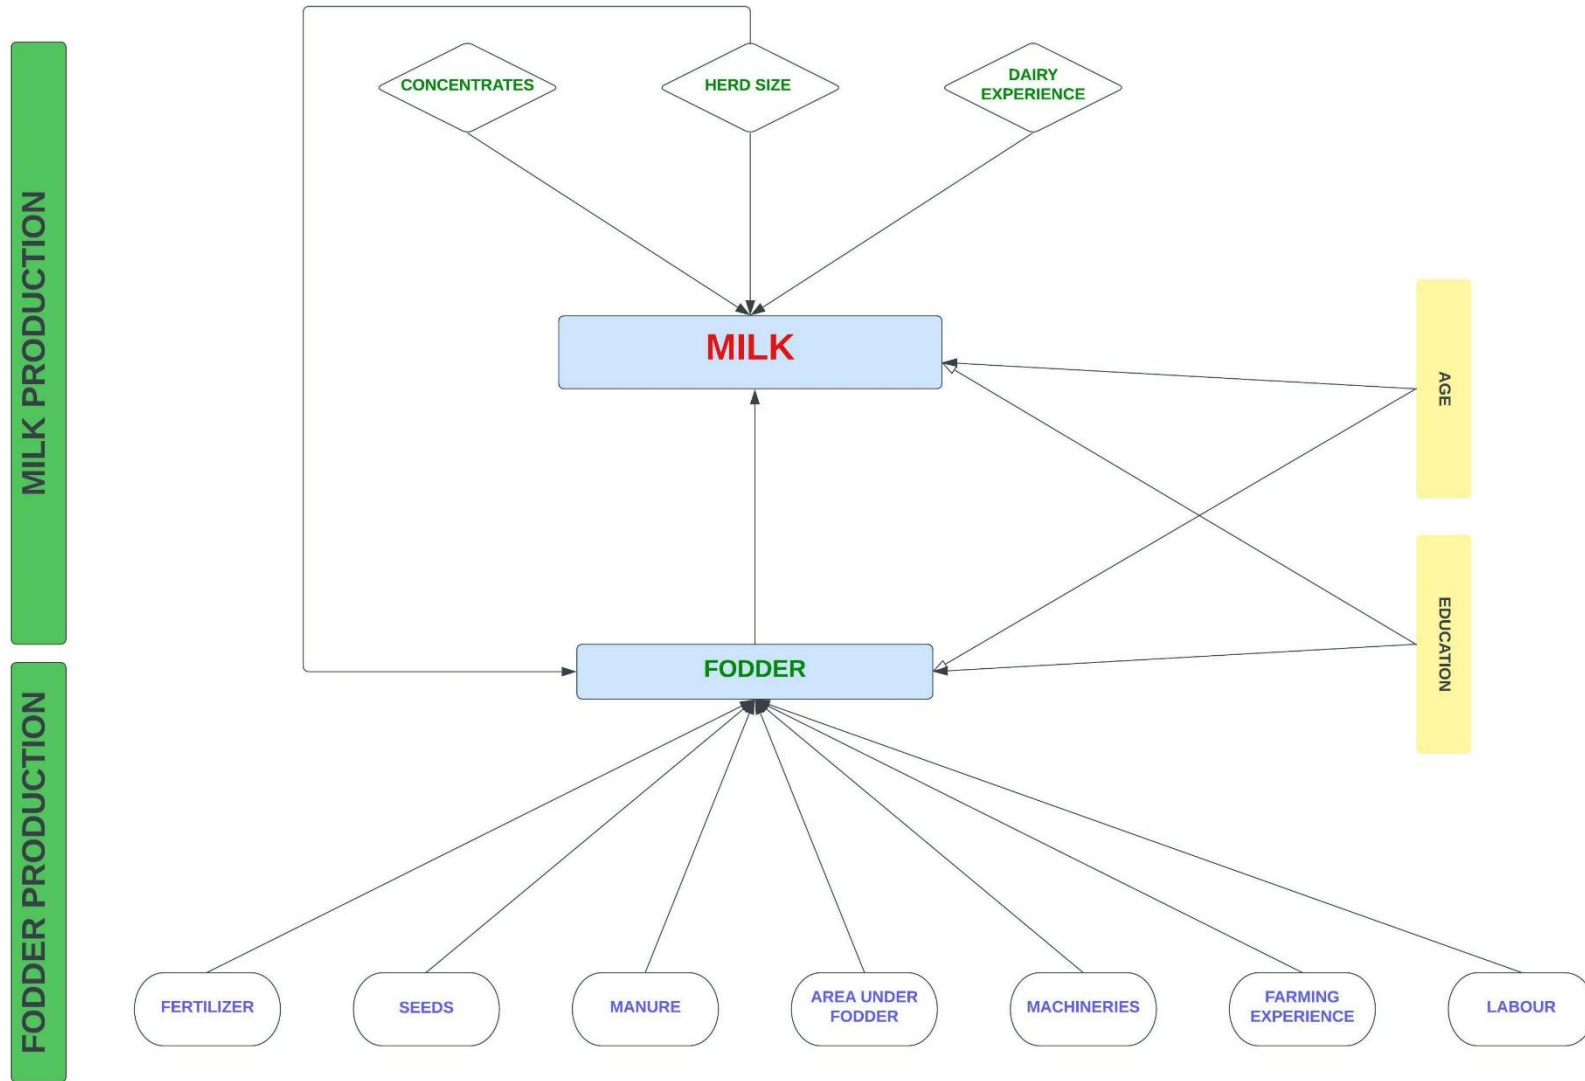 MILK PRODUCTION
CONCENTRATES
HERD SIZE
DAIRY
EXPERIENCE
MILK
AGE
EDUCATION
FODDER PRODUCTION
FODDER
FERTILIZER
SEEDS
MANURE
AREA UNDER
FODDER
MACHINERIES
FARMING
EXPERIENCE
LABOUR